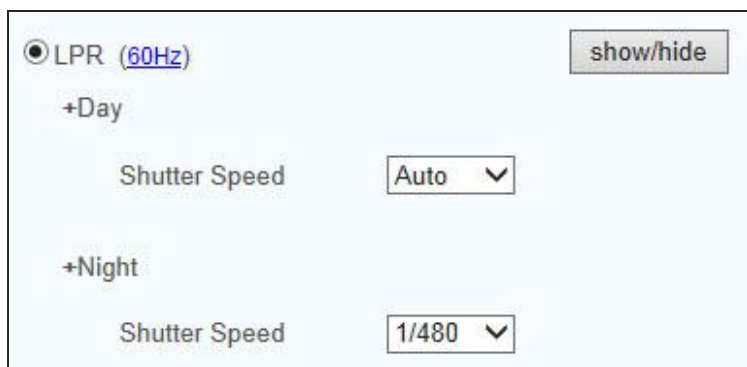 LPR (60Hz) show/hide
+Day
Shutter Speed Auto
+Night
Shutter Speed 1/480